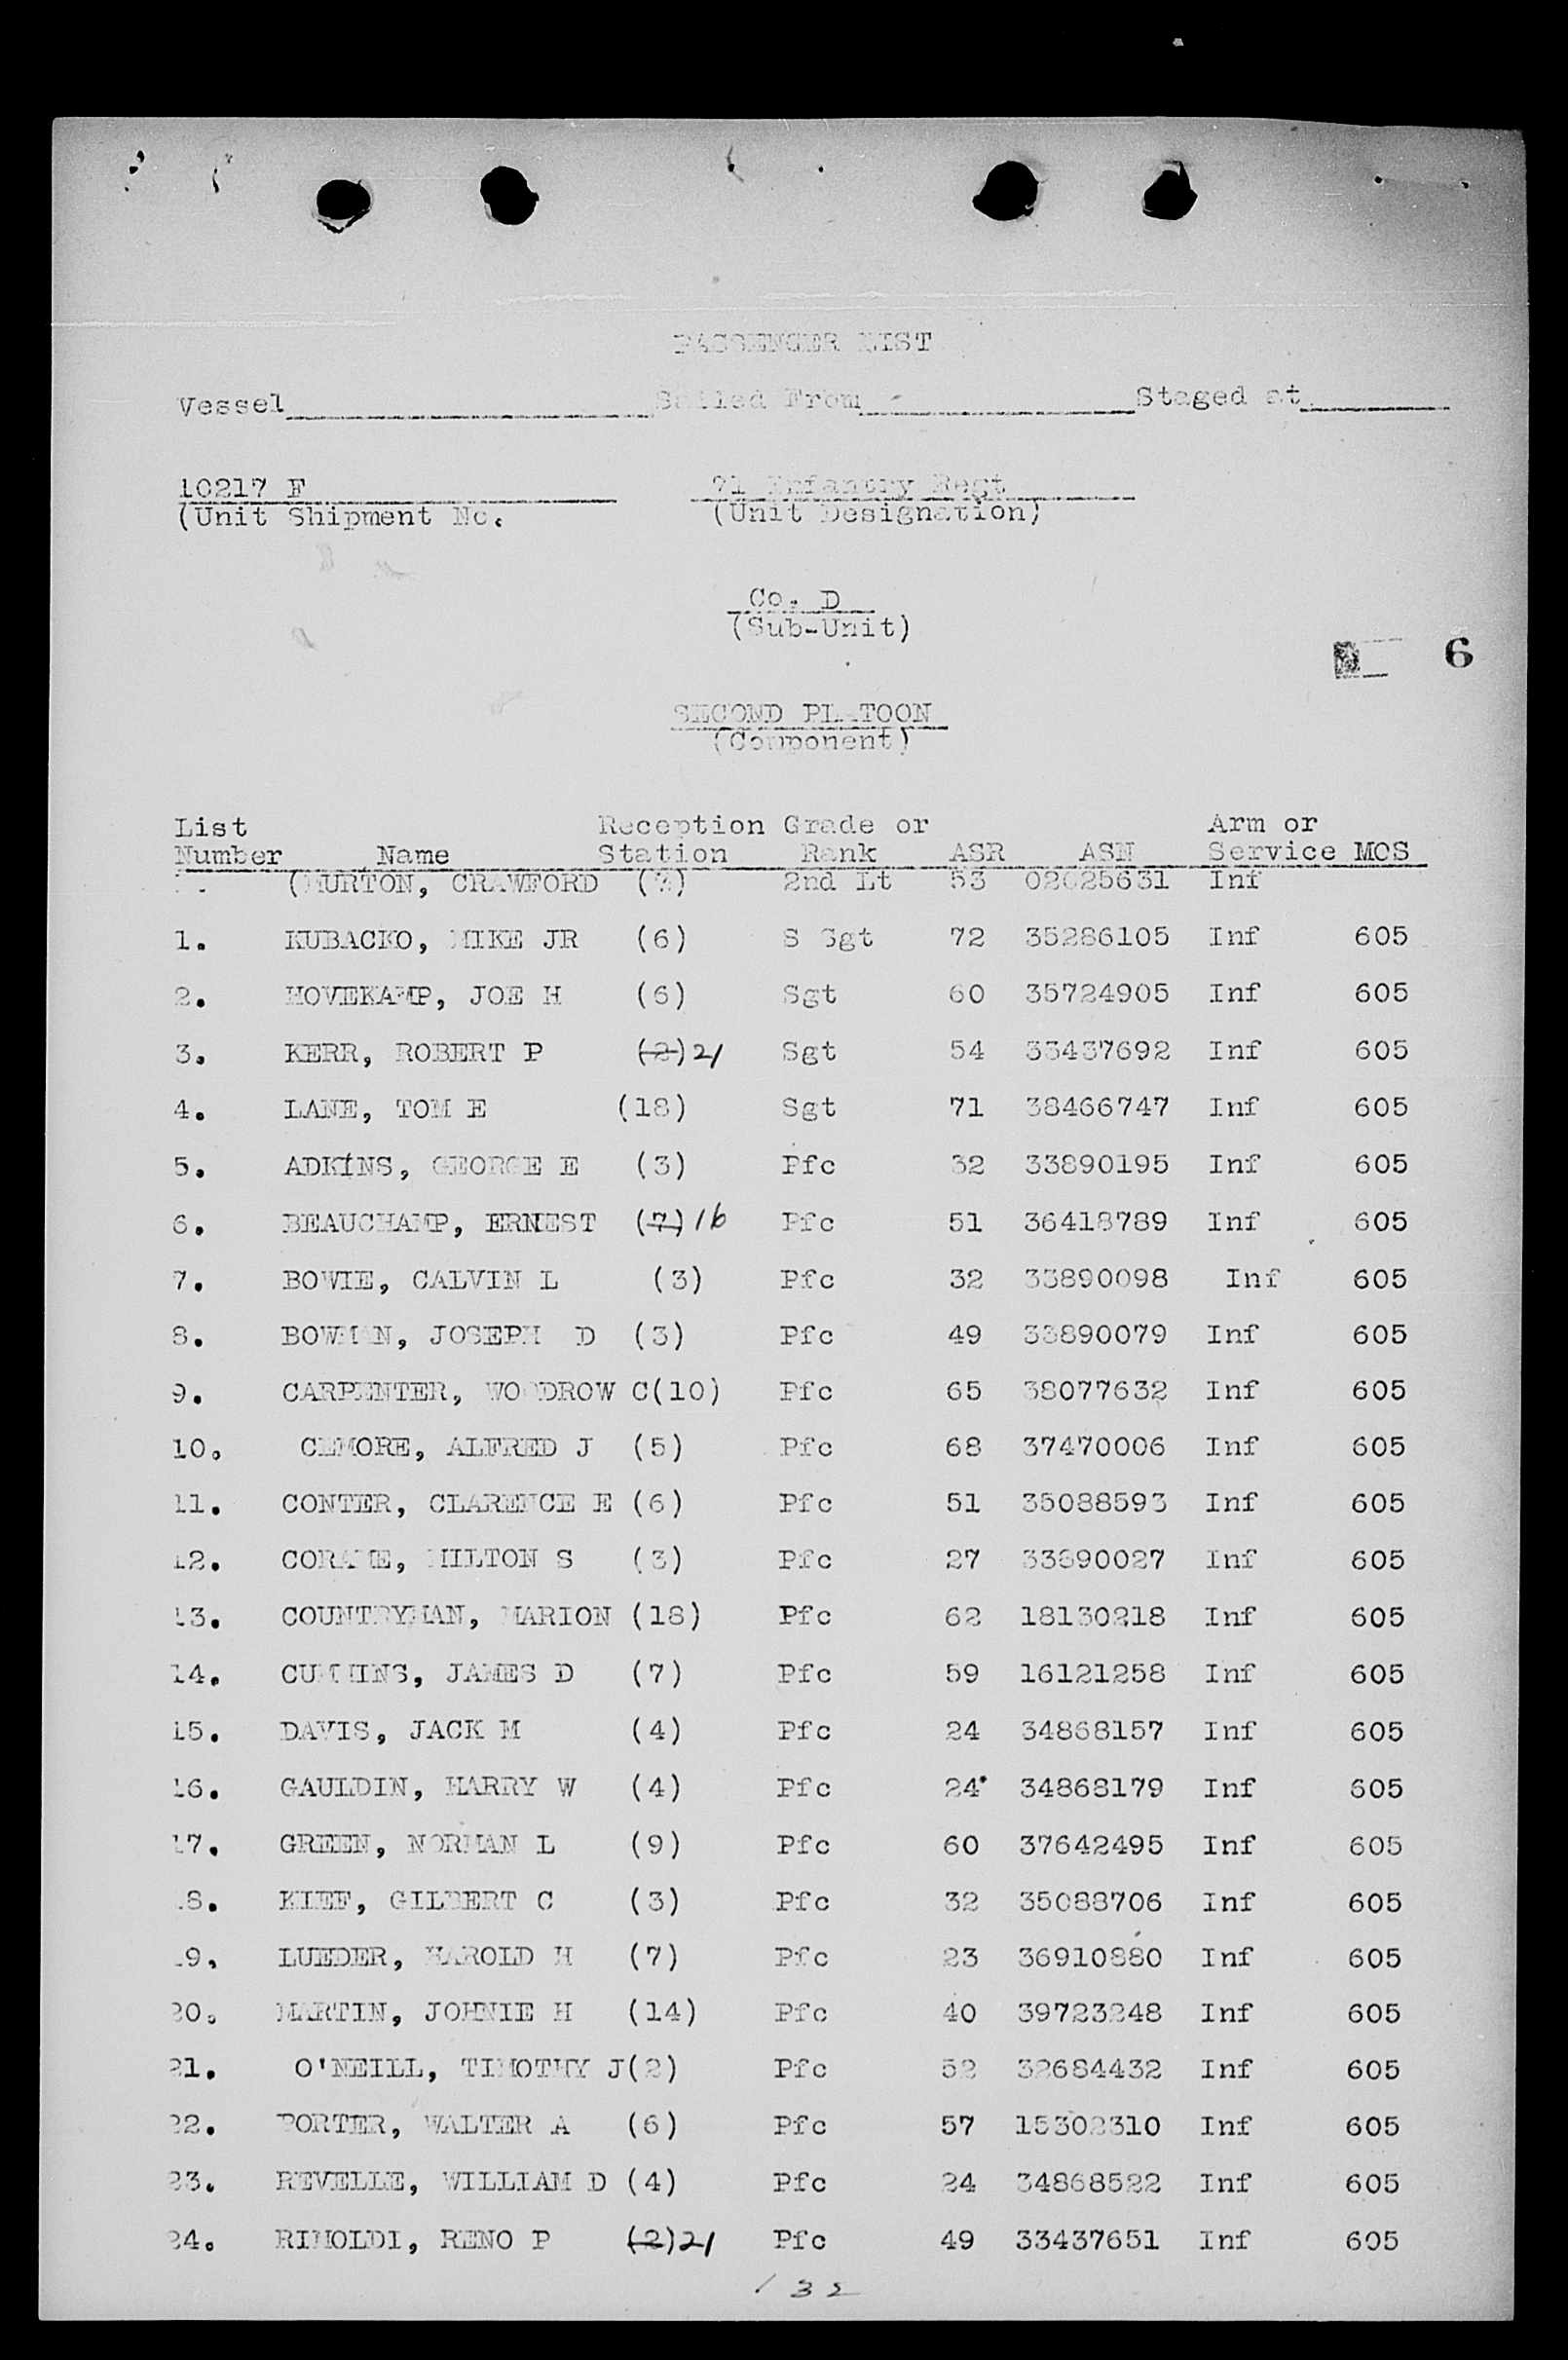 PASSENGER LIST
Vessel Sailed From Staged at
10217 F 71 Infantry Regt
(Unit Shipment No. (Unit Designation)
Co. D
(Sub-Unit)
6
SECOND PLATOON
(Component)
List Reception Grade or Arm or
Number Name Station Rank ASR ASN Service MOS
CRAWFORD 2nd Lt 53 02025631 Inf
1. KUBACKO, MIKE JR (6) S Sgt 72 35286105 Inf 605
2. HOVEKAMP, JOE H (6) Sgt 60 35724905 Inf 605
3. KERR, ROBERT P (2) 21 Sgt 54 33437692 Inf 605
4. LANE, TOM E (18) Sgt 71 38466747 Inf 605
5. ADKINS, GEORGE E (3) Pfc 32 33890195 Inf 605
6. BEAUCHAMP, ERNEST (7) 16 Pfc 51 36418789 Inf 605
7. BOWIE, CALVIN L (3) Pfc 32 33890098 Inf 605
8. BOWMAN, JOSEPH D (3) Pfc 49 33890079 Inf 605
9. CARPENTER, WOODROW C(10) Pfc 65 38077632 Inf 605
10. CLMORE, ALFRED J (5) Pfc 68 37470006 Inf 605
11. CONTER, CLARENCE E (6) Pfc 51 35088593 Inf 605
12. MILTON S (3) Pfc 27 33890027 Inf 605
13. COUNTRYMAN, MARION (18) Pfc 62 18130218 Inf 605
14. CUMMINS, JAMES D (7) Pfc 59 16121258 Inf 605
15. DAVIS, JACK M (4) Pfc 24 34868157 Inf 605
16. GAULDIN, HARRY W (4) Pfc 24 34868179 Inf 605
17. GREEN, NORMAN L (9) Pfc 60 37642495 Inf 605
18. KIEF, GILBERT C (3) Pfc 32 35088706 Inf 605
19. LUEDER, HAROLD H (7) Pfc 23 36910880 Inf 605
20. MARTIN, JOHNIE H (14) Pfc 40 39723248 Inf 605
21. O'NEILL, TIMOTHY J(2) Pfc 52 32684432 Inf 605
22. PORTER, WALTER A (6) Pfc 57 15302310 Inf 605
23. REVELLE, WILLIAM D (4) Pfc 24 34868522 Inf 605
24. RIMOLDI, RENO P (2) 21 Pfc 49 33437651 Inf 605
132